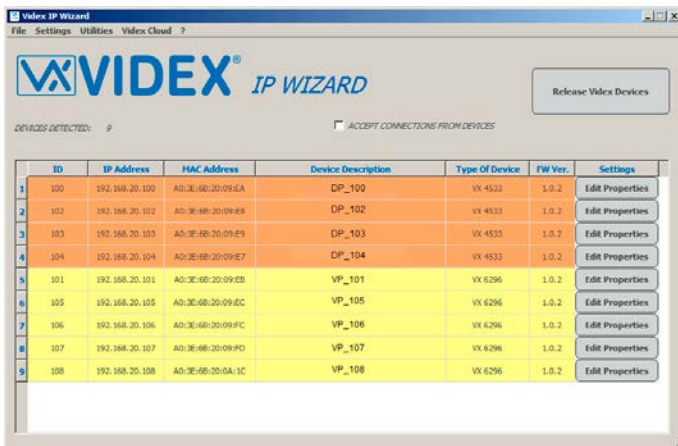 Videx IP Wizard
File Settings Utilities Videx Cloud ?
VIDEX® IP WIZARD
Release Videx Devices
DEVICES DETECTED: 9
ACCEPT CONNECTIONS FROM DEVICES
ID IP Address MAC Address Device Description Type Of Device FW Ver. Settings
1 100 192.168.20.100 A0:3E:6B:20:09:EA DP_100 VX 4533 1.0.2 Edit Properties
2 102 192.168.20.102 A0:3E:6B:20:09:E8 DP_102 VX 4533 1.0.2 Edit Properties
3 103 192.168.20.103 A0:3E:6B:20:09:E9 DP_103 VX 4533 1.0.2 Edit Properties
4 104 192.168.20.104 A0:3E:6B:20:09:E7 DP_104 VX 4533 1.0.2 Edit Properties
5 101 192.168.20.101 A0:3E:6B:20:09:EB VP_101 VX 6296 1.0.2 Edit Properties
6 105 192.168.20.105 A0:3E:6B:20:09:EC VP_105 VX 6296 1.0.2 Edit Properties
7 106 192.168.20.106 A0:3E:6B:20:09:FC VP_106 VX 6296 1.0.2 Edit Properties
8 107 192.168.20.107 A0:3E:6B:20:09:FD VP_107 VX 6296 1.0.2 Edit Properties
9 108 192.168.20.108 A0:3E:6B:20:0A:1C VP_108 VX 6296 1.0.2 Edit Properties